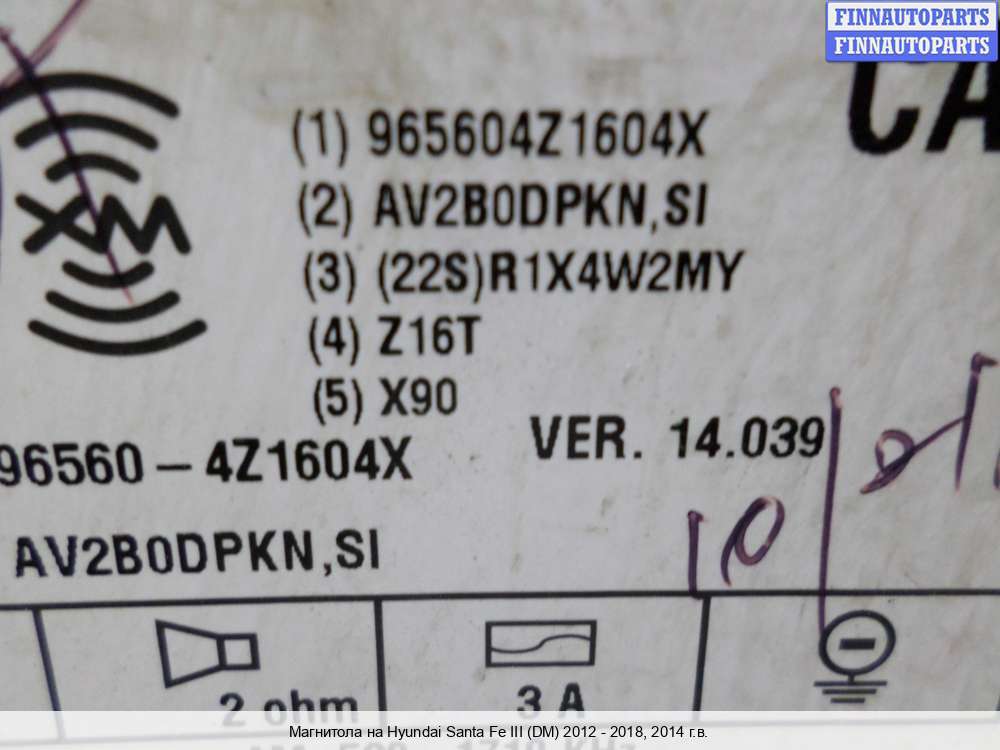 FINNAUTOPARTS
FINNAUTOPARTS
CA
XM
(1) 965604Z1604X
(2) AV2B0DPKN,SI
(3) (22S)R1X4W2MY
(4) Z16T
(5) X90
96560-4Z1604X
VER. 14.039
10
AV2B0DPKN,SI
2 ohm
3 A
Магнитола на Hyundai Santa Fe III (DM) 2012 - 2018, 2014 г.в.